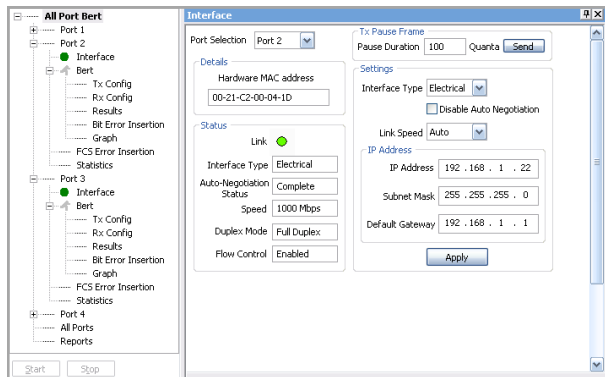 All Port Bert
Port 1
Port 2
Interface
Bert
Tx Config
Rx Config
Results
Bit Error Insertion
Graph
FCS Error Insertion
Statistics
Port 3
Interface
Bert
Tx Config
Rx Config
Results
Bit Error Insertion
Graph
FCS Error Insertion
Statistics
Port 4
All Ports
Reports
Start Stop
Interface
Port Selection Port 2
Details
Hardware MAC address
00-21-C2-00-04-1D
Status
Link
Interface Type Electrical
Auto-Negotiation Status Complete
Speed 1000 Mbps
Duplex Mode Full Duplex
Flow Control Enabled
Tx Pause Frame
Pause Duration 100 Quanta Send
Settings
Interface Type Electrical
Disable Auto Negotiation
Link Speed Auto
IP Address
IP Address 192 . 168 . 1 . 22
Subnet Mask 255 . 255 . 255 . 0
Default Gateway 192 . 168 . 1 . 1
Apply